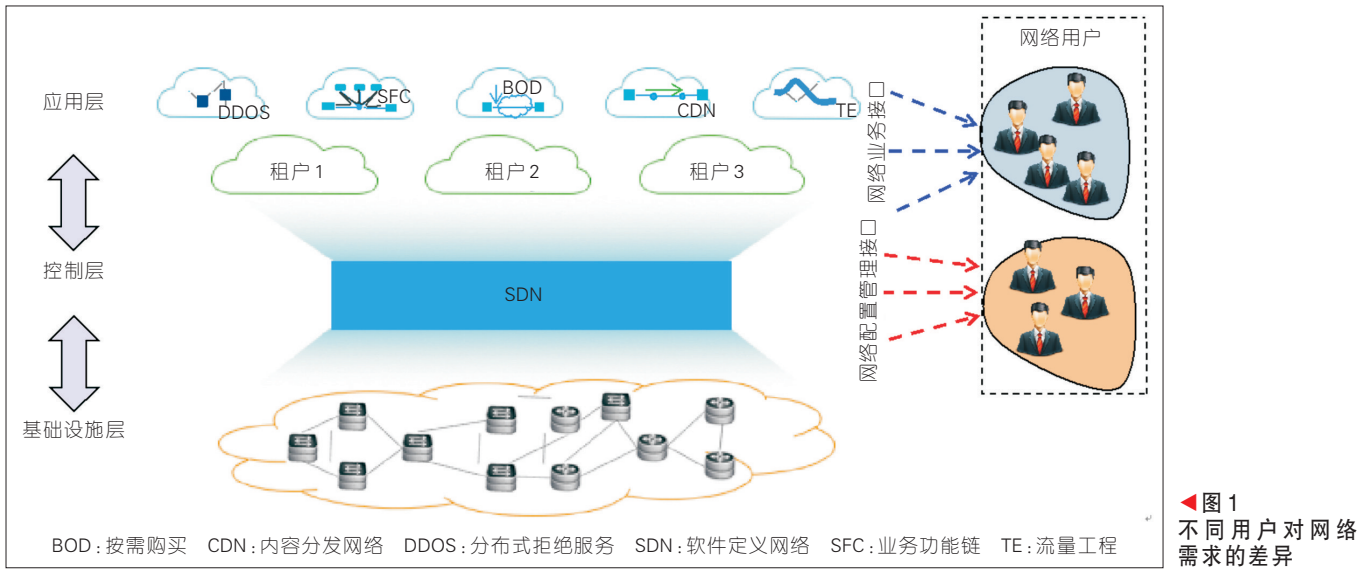 网络用户
应用层
DDOS
SFC
BOD
CDN
TE
网络业务接口
租户1
租户2
租户3
控制层
SDN
网络配置管理接口
基础设施层
BOD:按需购买 CDN:内容分发网络 DDOS:分布式拒绝服务 SDN:软件定义网络 SFC:业务功能链 TE:流量工程
◀图1
不同用户对网络
需求的差异